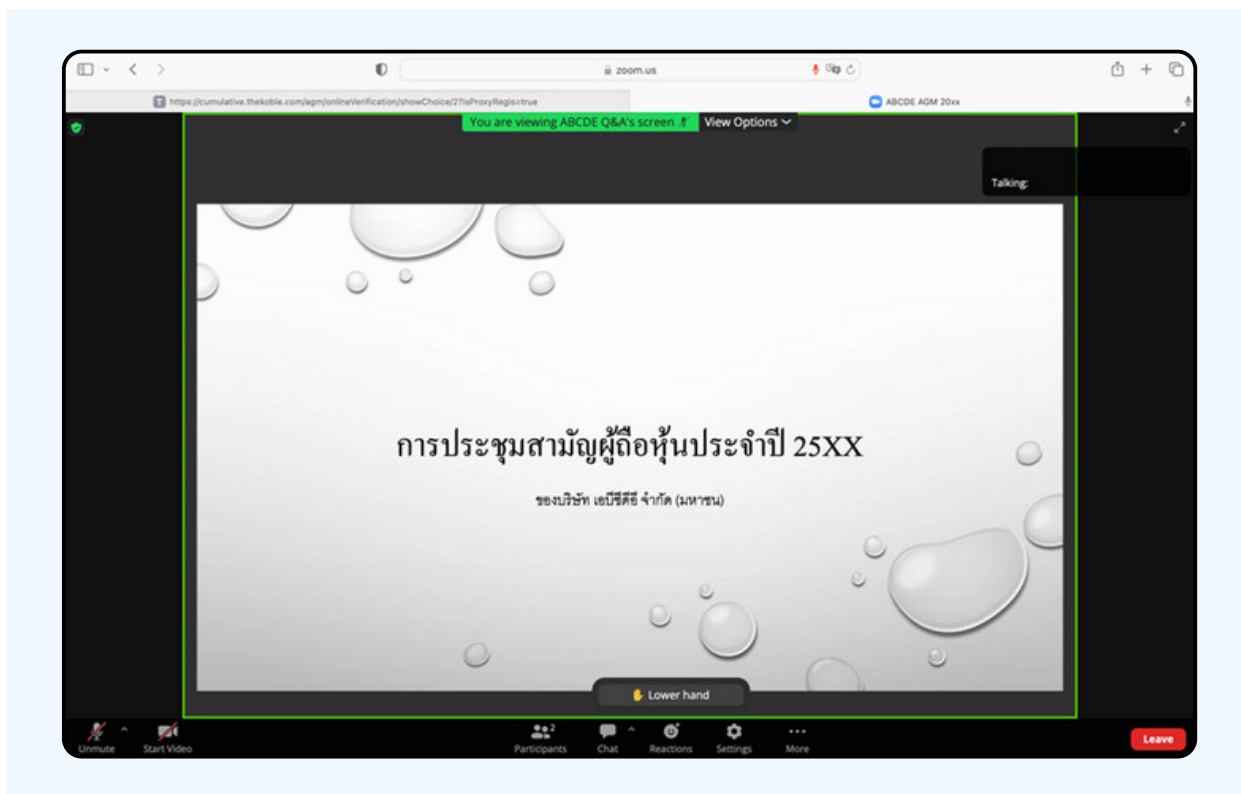 zoom.us
https://cumulative.thekoble.com/agm/onlineVerification/showChoice/2?isProxyRegis=true
ABCDE AGM 20xx
You are viewing ABCDE Q&A's screen
View Options
Talking:
การประชุมสามัญผู้ถือหุ้นประจำปี 25XX
ของบริษัท เอบีซีดีอี จำกัด (มหาชน)
Lower hand
Unmute
Start Video
2
Participants
Chat
Reactions
Settings
More
Leave